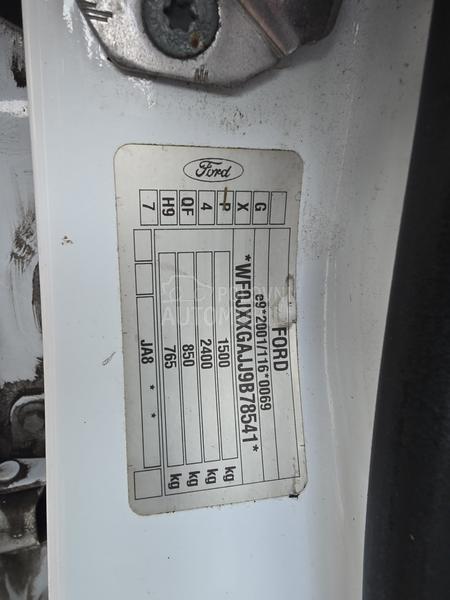 Ford
FORD
e9*2001/116*0069
*WF0JXXGAJJ9B78541*
G
X
P 1500 kg
4 2400 kg
QF 850 kg
H9 765 kg
7 JA8 * *